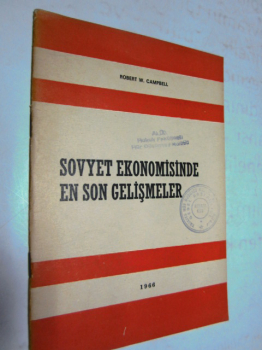 ROBERT W. CAMPBELL
SOVYET EKONOMİSİNDE
EN SON GELİŞMELER
1966